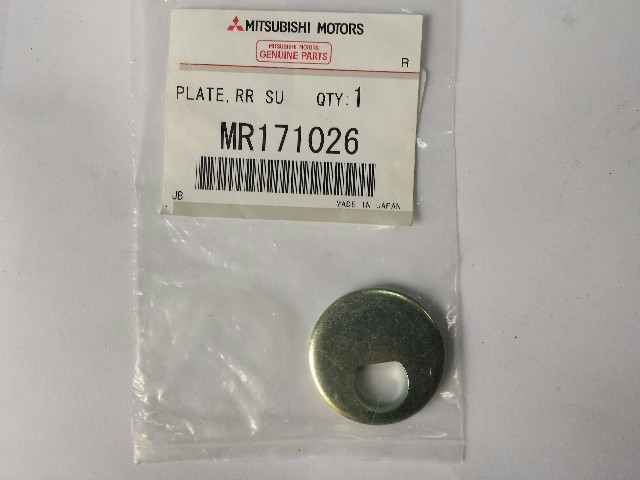 MITSUBISHI MOTORS
MITSUBISHI MOTORS
GENUINE PARTS
R
PLATE,RR SU QTY:1
MR171026
JB
MADE IN JAPAN